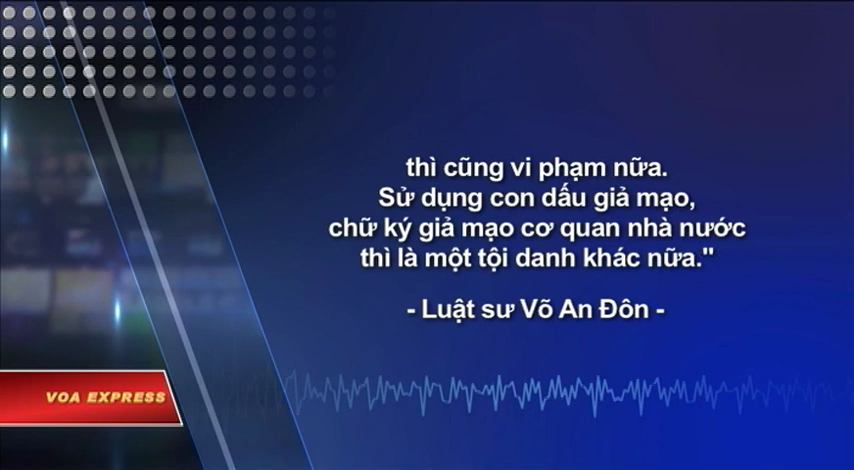 thì cũng vi phạm nữa.
Sử dụng con dấu giả mạo,
chữ ký giả mạo cơ quan nhà nước
thì là một tội danh khác nữa."
- Luật sư Võ An Đôn -
VOA EXPRESS